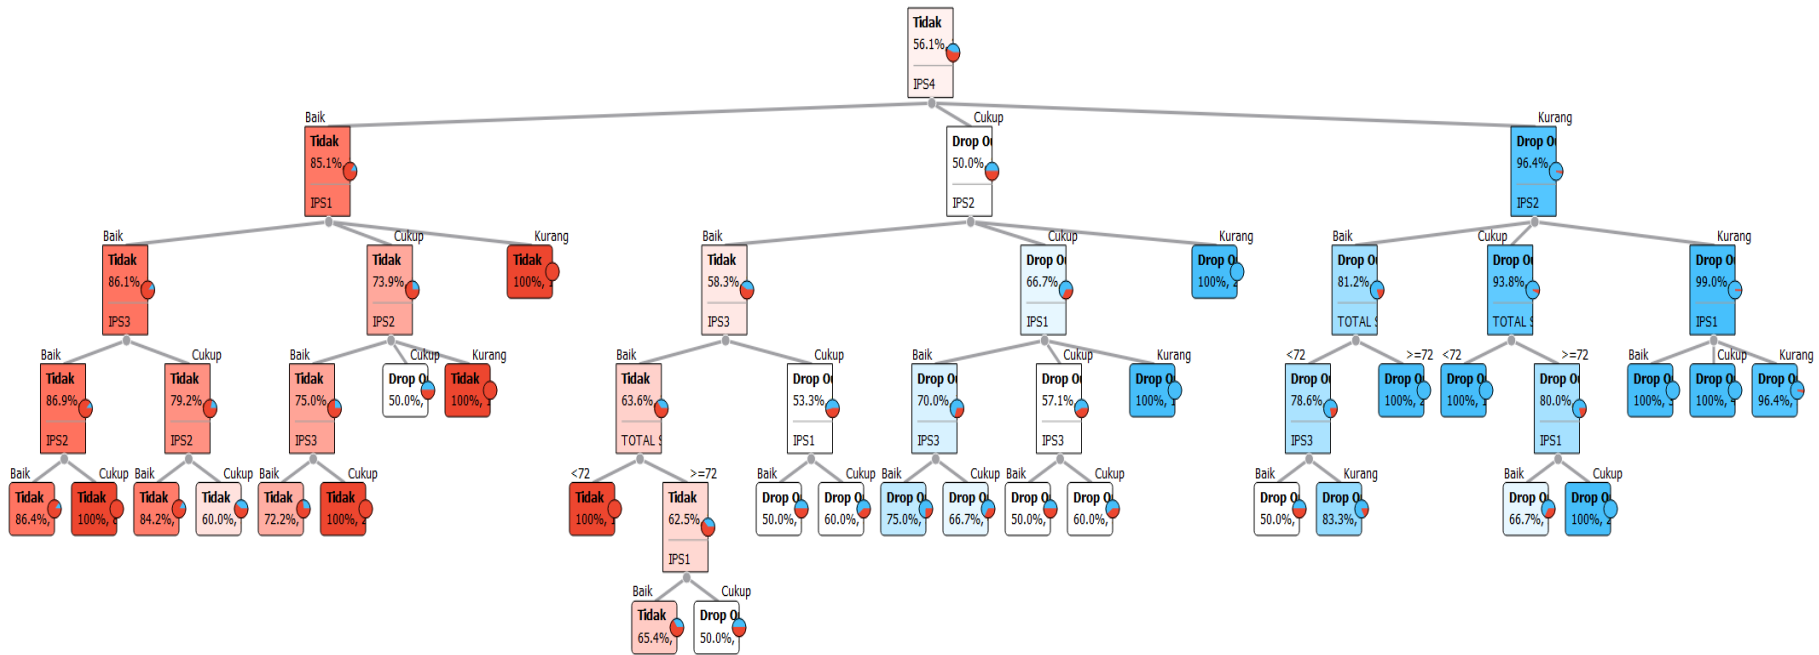 Tidak
56.1%,
IPS4
Baik
Cukup
Kurang
Tidak
85.1%,
IPS1
Drop O
50.0%,
IPS2
Drop O
96.4%,
IPS2
Baik
Cukup
Kurang
Baik
Cukup
Kurang
Baik
Cukup
Kurang
Tidak
86.1%,
IPS3
Tidak
73.9%,
IPS2
Tidak
100%,
Tidak
58.3%,
IPS3
Drop O
66.7%,
IPS1
Drop O
100%, 2
Drop O
81.2%,
TOTAL S
Drop O
93.8%,
TOTAL S
Drop O
99.0%,
IPS1
Baik
Cukup
Baik
Cukup
Kurang
Baik
Cukup
Baik
Cukup
Kurang
<72
>=72
<72
>=72
Baik
Cukup
Kurang
Tidak
86.9%,
IPS2
Tidak
79.2%,
IPS2
Tidak
75.0%,
IPS3
Drop O
50.0%,
Tidak
100%,
Tidak
63.6%,
TOTAL S
Drop O
53.3%,
IPS1
Drop O
70.0%,
IPS3
Drop O
57.1%,
IPS3
Drop O
100%,
Drop O
78.6%,
IPS3
Drop O
100%, 2
Drop O
100%,
Drop O
80.0%,
IPS1
Drop O
100%,
Drop O
100%,
Drop O
96.4%,
Baik
Cukup
Baik
Cukup
Baik
Cukup
<72
>=72
Baik
Cukup
Baik
Cukup
Baik
Cukup
Baik
Kurang
Baik
Cukup
Tidak
86.4%,
Tidak
100%,
Tidak
84.2%,
Tidak
60.0%,
Tidak
72.2%,
Tidak
100%, 2
Tidak
100%,
Tidak
62.5%,
IPS1
Drop O
50.0%,
Drop O
60.0%,
Drop O
75.0%,
Drop O
66.7%,
Drop O
50.0%,
Drop O
60.0%,
Drop O
50.0%,
Drop O
83.3%,
Drop O
66.7%,
Drop O
100%, 2
Baik
Cukup
Tidak
65.4%,
Drop O
50.0%,